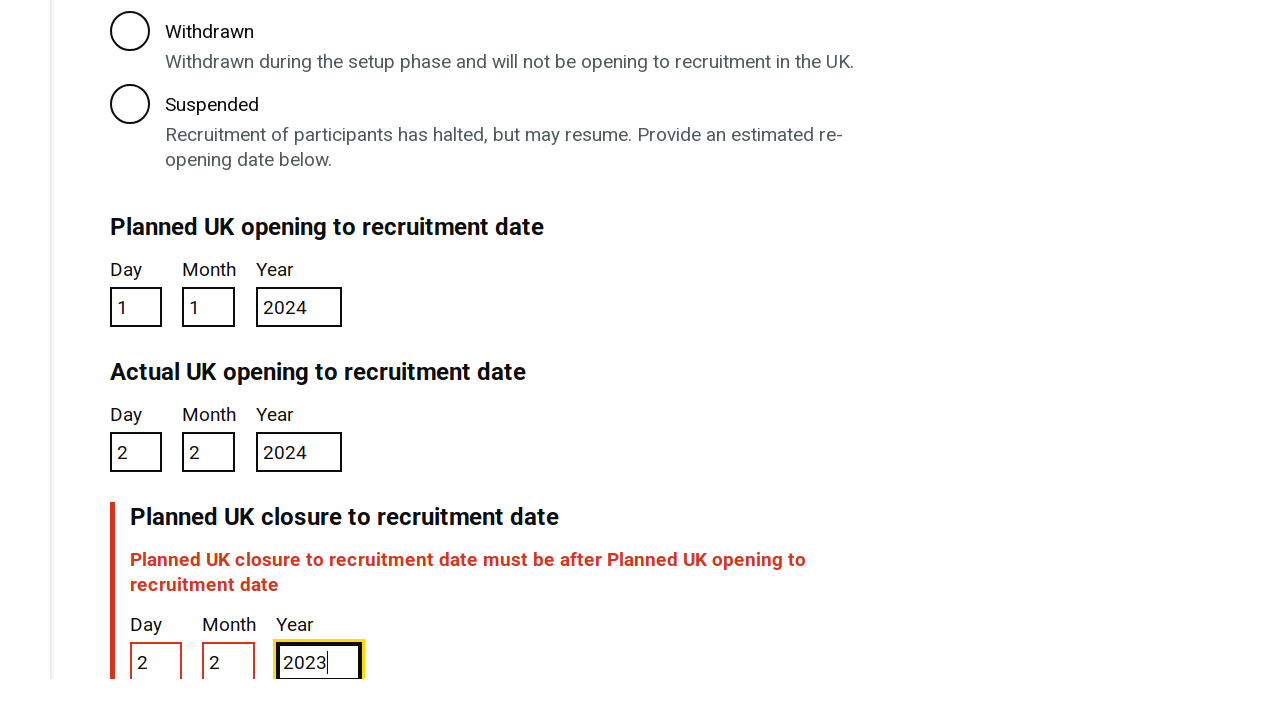 Withdrawn
Withdrawn during the setup phase and will not be opening to recruitment in the UK.
Suspended
Recruitment of participants has halted, but may resume. Provide an estimated re-
opening date below.
Planned UK opening to recruitment date
Day Month Year
1 1 2024
Actual UK opening to recruitment date
Day Month Year
2 2 2024
Planned UK closure to recruitment date
Planned UK closure to recruitment date must be after Planned UK opening to
recruitment date
Day Month Year
2 2 2023